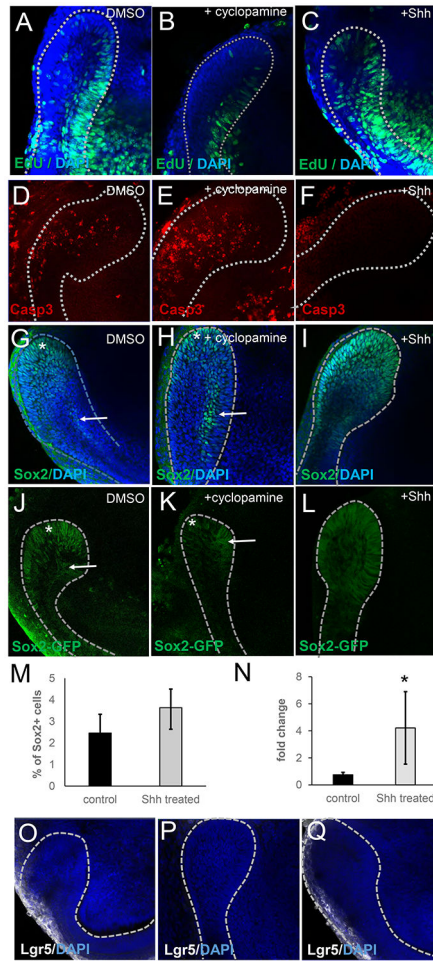 A DMSO
EdU / DAPI
B + cyclopamine
EdU / DAPI
C +Shh
EdU / DAPI
D DMSO
Casp3
E + cyclopamine
Casp3
F +Shh
Casp3
G DMSO
*
Sox2/DAPI
H + cyclopamine
*
Sox2/DAPI
I +Shh
Sox2/DAPI
J DMSO
*
Sox2-GFP
K +cyclopamine
*
Sox2-GFP
L +Shh
Sox2-GFP
M
% of Sox2+ cells
5
4
3
2
1
0
control Shh treated
N
fold change
8
6
4
2
0
*
control Shh treated
O
Lgr5/DAPI
P
Lgr5/DAPI
Q
Lgr5/DAPI